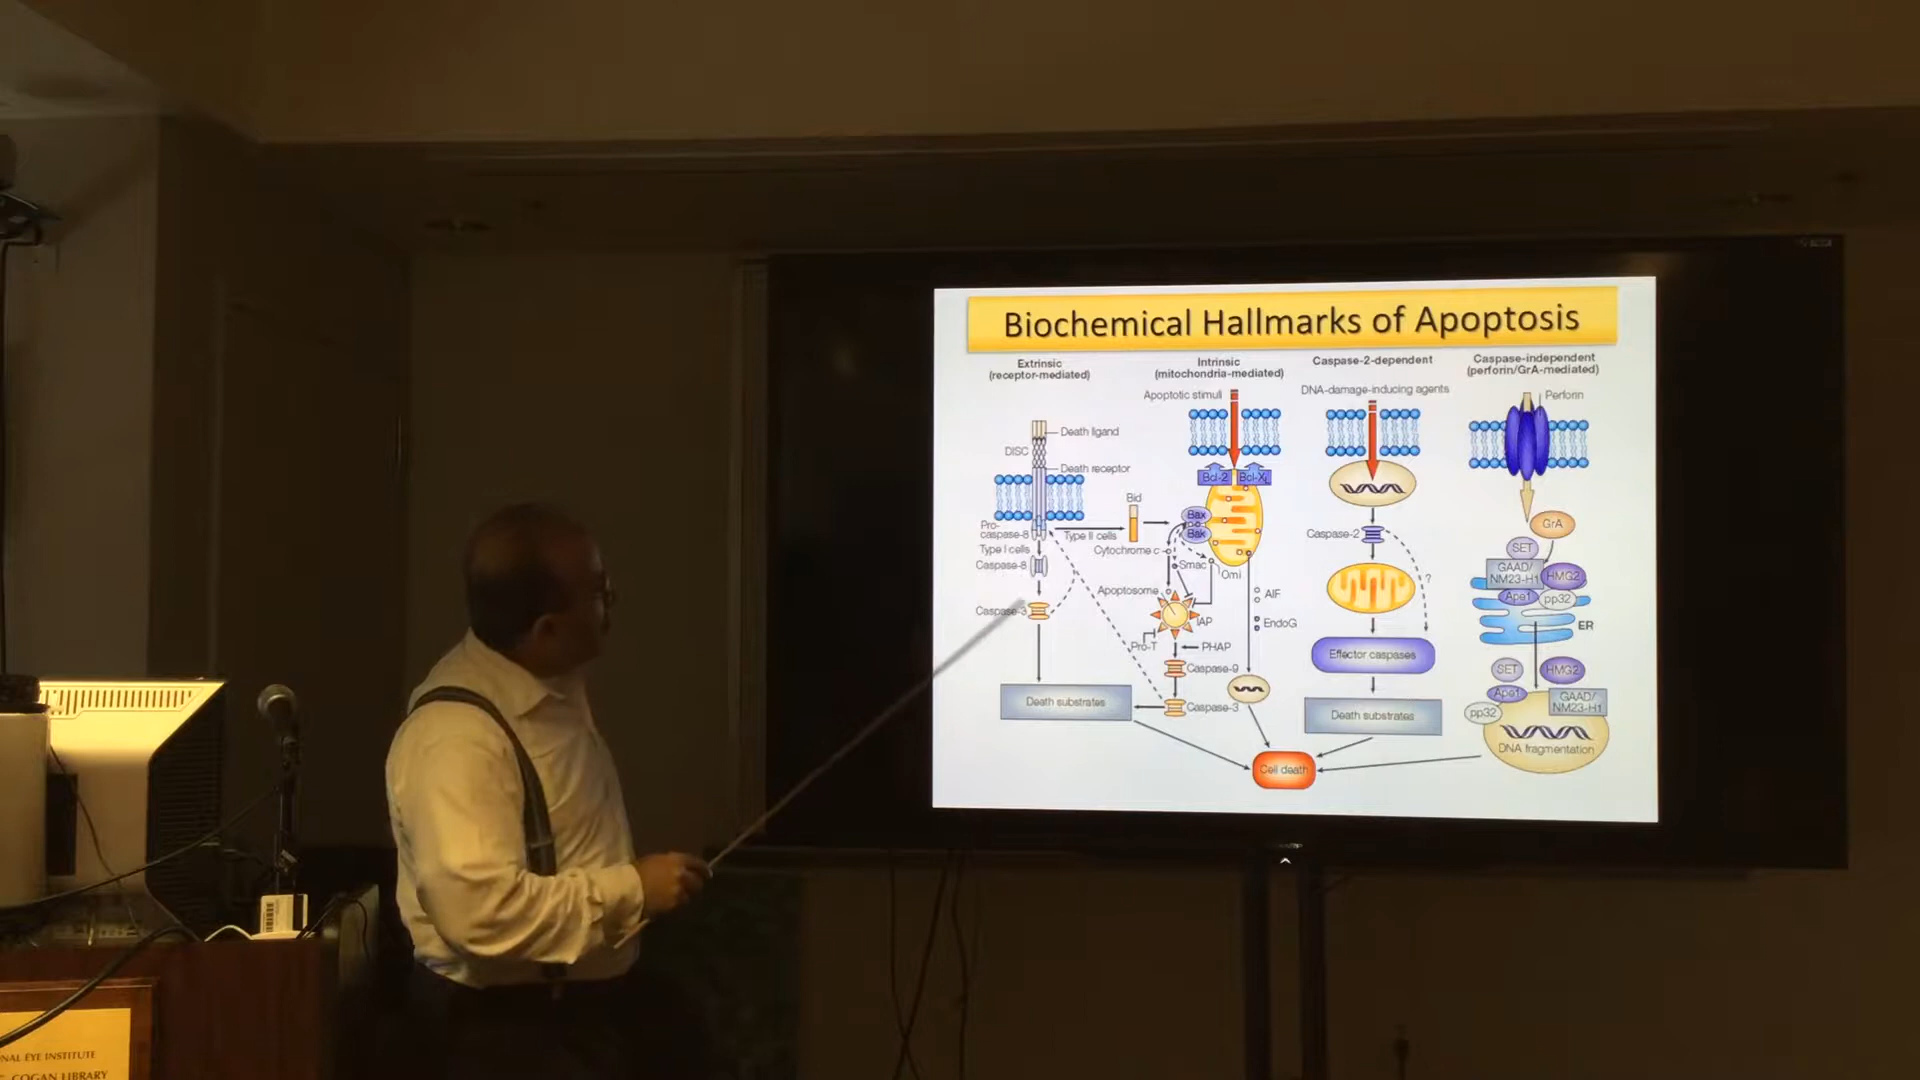 Biochemical Hallmarks of Apoptosis
Extrinsic
(receptor-mediated)
Death ligand
DISC
Death receptor
Pro-
caspase-8
Type I cells
Type II cells
Caspase-8
Caspase-3
Death substrates
Bid
Intrinsic
(mitochondria-mediated)
Apoptotic stimuli
Bcl-2
Bcl-XL
Bax
Bak
Cytochrome c
Smac
Omi
Apoptosome
IAP
Pro-T
PHAP
Caspase-9
Caspase-3
AIF
EndoG
Caspase-2-dependent
DNA-damage-inducing agents
Caspase-2
?
Effector caspases
Death substrates
Cell death
Caspase-independent
(perforin/GrA-mediated)
Perforin
GrA
SET
GAAD/
NM23-H1
HMG2
Ape1
pp32
ER
SET
HMG2
Ape1
GAAD/
NM23-H1
pp32
DNA fragmentation
EYE INSTITUTE
COGAN LIBRARY